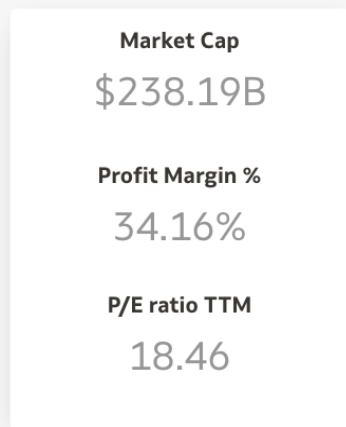 Market Cap
$238.19B
Profit Margin %
34.16%
P/E ratio TTM
18.46